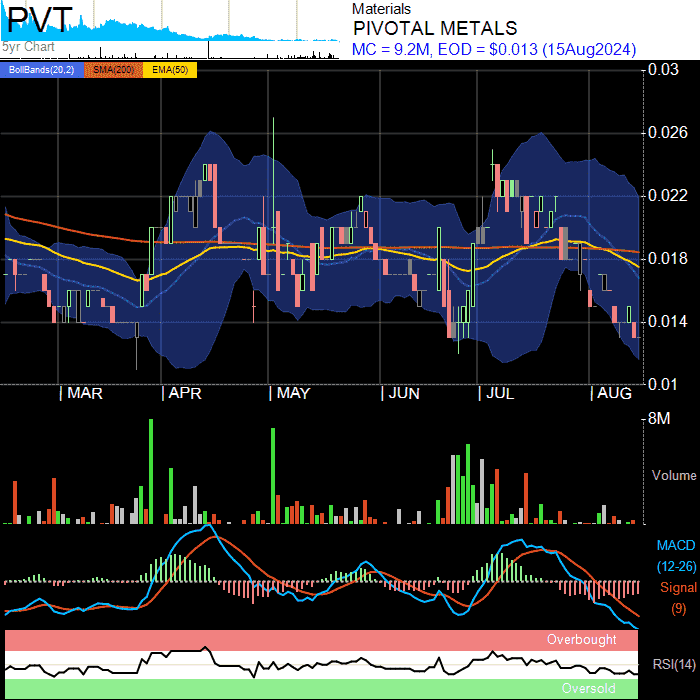 PVT
5yr Chart
Materials
PIVOTAL METALS
MC = 9.2M, EOD = $0.013 (15Aug2024)
BollBands(20,2) SMA(200) EMA(50)
0.03
0.026
0.022
0.018
0.014
0.01
MAR APR MAY JUN JUL AUG
8M
Volume
MACD
(12-26)
Signal
(9)
Overbought
RSI(14)
Oversold